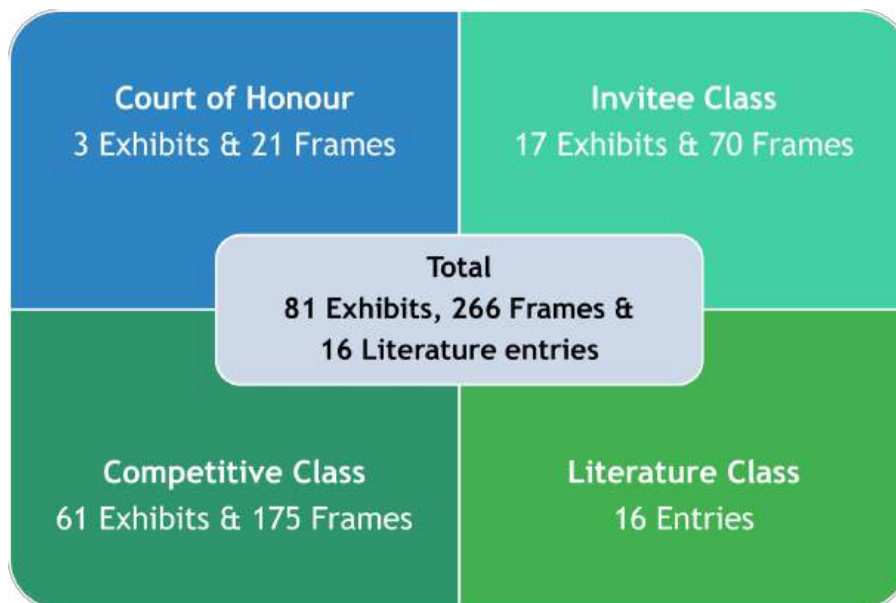 Court of Honour
3 Exhibits & 21 Frames
Invitee Class
17 Exhibits & 70 Frames
Total
81 Exhibits, 266 Frames &
16 Literature entries
Competitive Class
61 Exhibits & 175 Frames
Literature Class
16 Entries